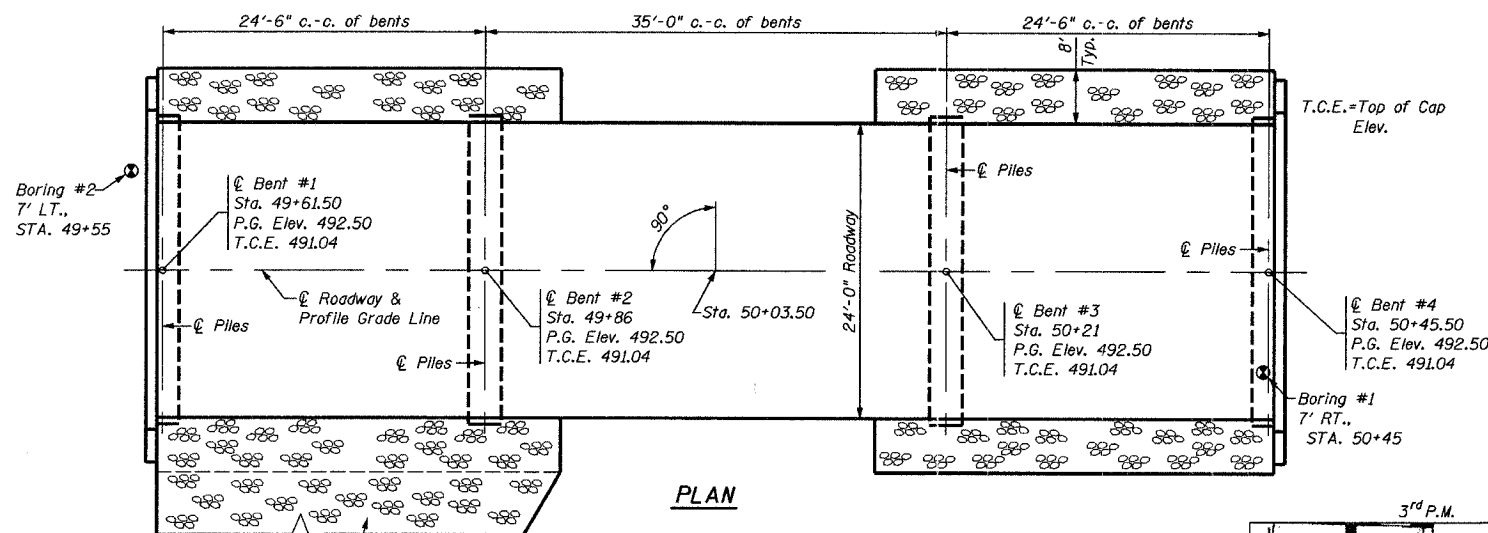 24'-6" c.-c. of bents
35'-0" c.-c. of bents
24'-6" c.-c. of bents
8'
Typ.
T.C.E.=Top of Cap
Elev.
Boring #2
7' LT.,
STA. 49+55
℄ Bent #1
Sta. 49+61.50
P.G. Elev. 492.50
T.C.E. 491.04
90°
℄ Piles
24'-0" Roadway
℄ Piles
℄ Roadway &
Profile Grade Line
℄ Piles
℄ Bent #2
Sta. 49+86
P.G. Elev. 492.50
T.C.E. 491.04
℄ Piles
Sta. 50+03.50
℄ Bent #3
Sta. 50+21
P.G. Elev. 492.50
T.C.E. 491.04
℄ Bent #4
Sta. 50+45.50
P.G. Elev. 492.50
T.C.E. 491.04
Boring #1
7' RT.,
STA. 50+45
PLAN
3rd P.M.